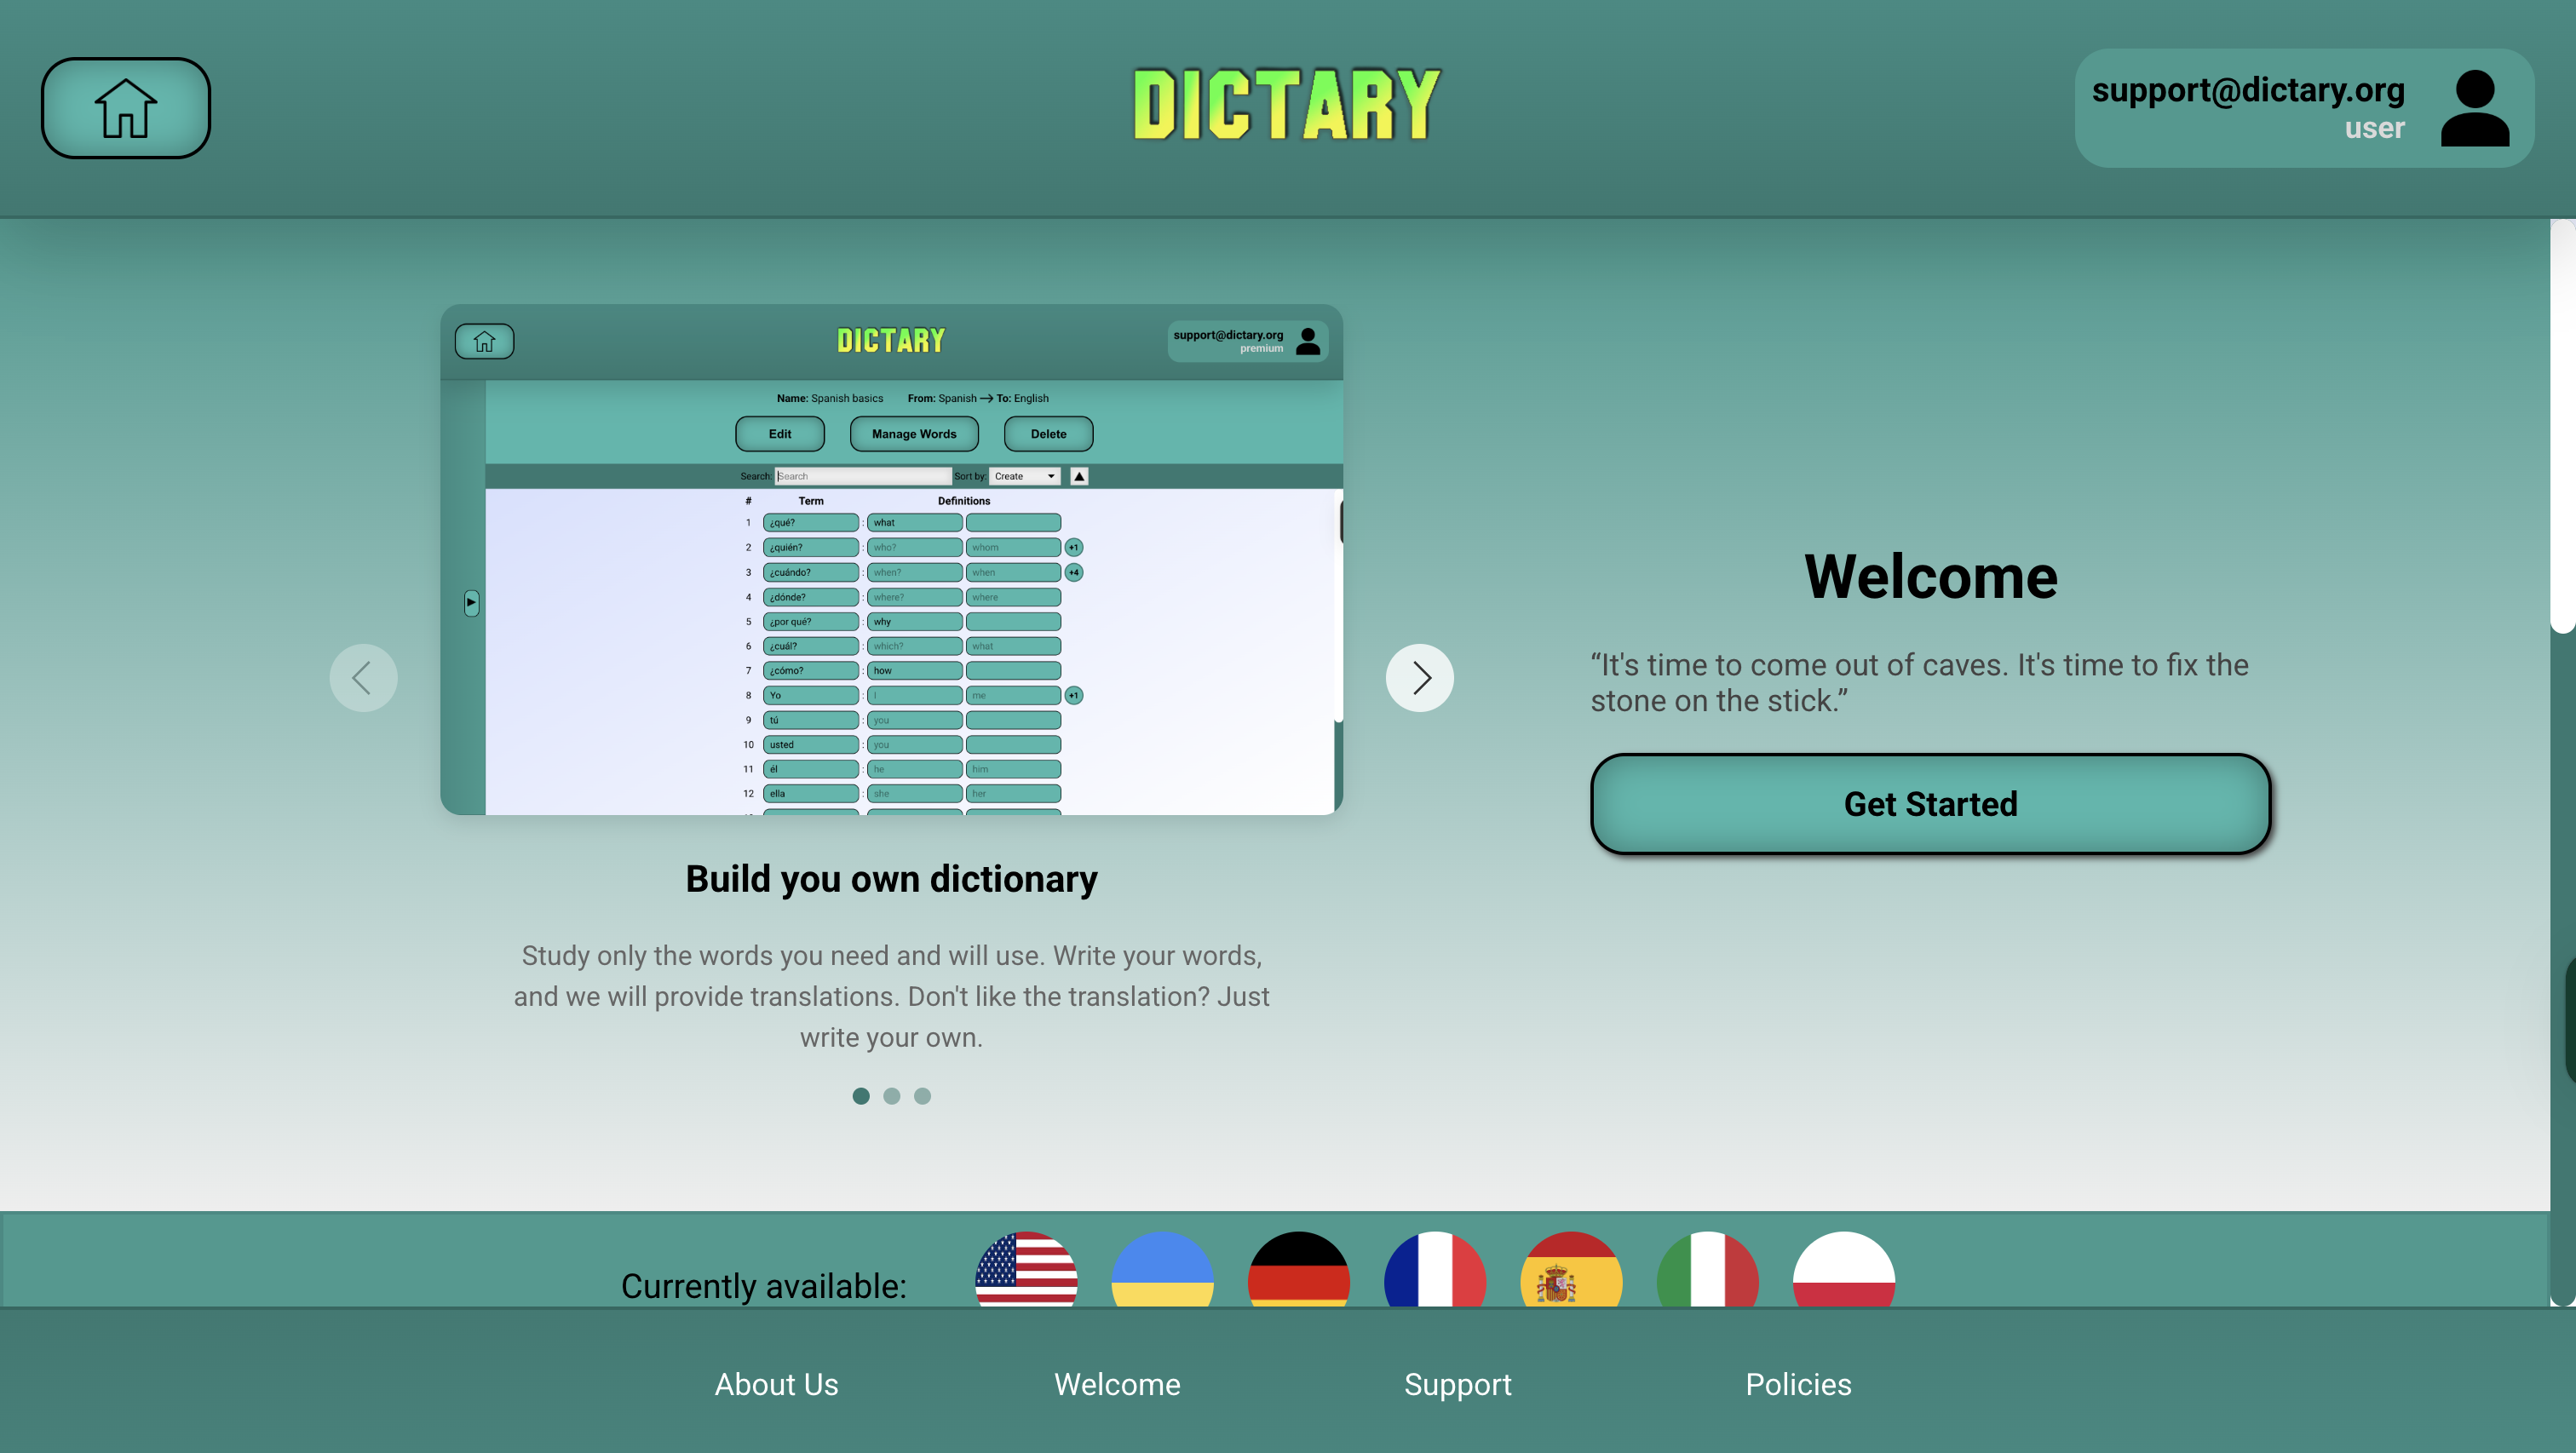 DICTARY
support@dictary.org
user
DICTARY
support@dictary.org
premium
Name: Spanish basics From: Spanish → To: English
Edit Manage Words Delete
Search: Search Sort by: Create ▲
# Term Definitions
1 ¿qué? : what
2 ¿quién? : who? whom +1
3 ¿cuándo? : when? when +4
4 ¿dónde? : where? where
5 ¿por qué? : why
6 ¿cuál? : which? what
7 ¿cómo? : how
8 Yo : I me +1
9 tú : you
10 usted : you
11 él : he him
12 ella : she her
Build you own dictionary
Study only the words you need and will use. Write your words,
and we will provide translations. Don't like the translation? Just
write your own.
Welcome
“It's time to come out of caves. It's time to fix the
stone on the stick.”
Get Started
Currently available:
About Us Welcome Support Policies